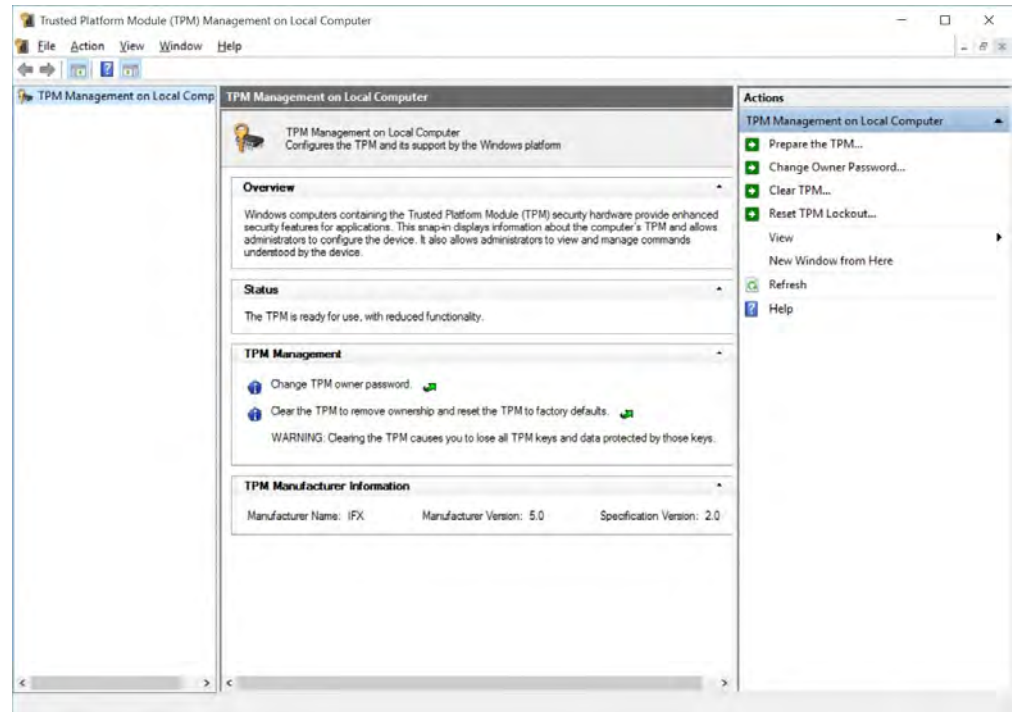 Trusted Platform Module (TPM) Management on Local Computer
File Action View Window Help
TPM Management on Local Comp
TPM Management on Local Computer
TPM Management on Local Computer
Configures the TPM and its support by the Windows platform
Overview
Windows computers containing the Trusted Platform Module (TPM) security hardware provide enhanced
security features for applications. This snap-in displays information about the computer's TPM and allows
administrators to configure the device. It also allows administrators to view and manage commands
understood by the device.
Status
The TPM is ready for use, with reduced functionality.
TPM Management
Change TPM owner password.
Clear the TPM to remove ownership and reset the TPM to factory defaults.
WARNING: Clearing the TPM causes you to lose all TPM keys and data protected by those keys.
TPM Manufacturer Information
Manufacturer Name: IFX Manufacturer Version: 5.0 Specification Version: 2.0
Actions
TPM Management on Local Computer
Prepare the TPM...
Change Owner Password...
Clear TPM...
Reset TPM Lockout...
View
New Window from Here
Refresh
Help